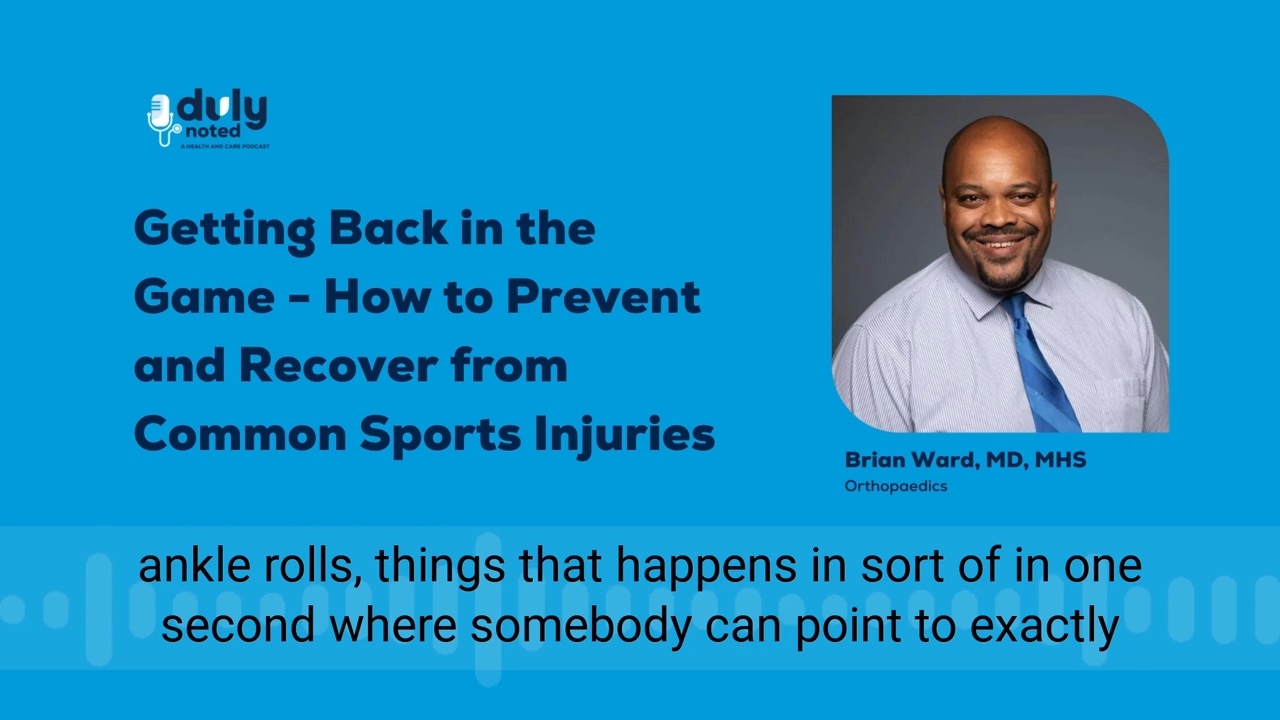 duly
noted
A HEALTH AND CARE PODCAST
Getting Back in the
Game - How to Prevent
and Recover from
Common Sports Injuries
Brian Ward, MD, MHS
Orthopaedics
ankle rolls, things that happens in sort of in one
second where somebody can point to exactly